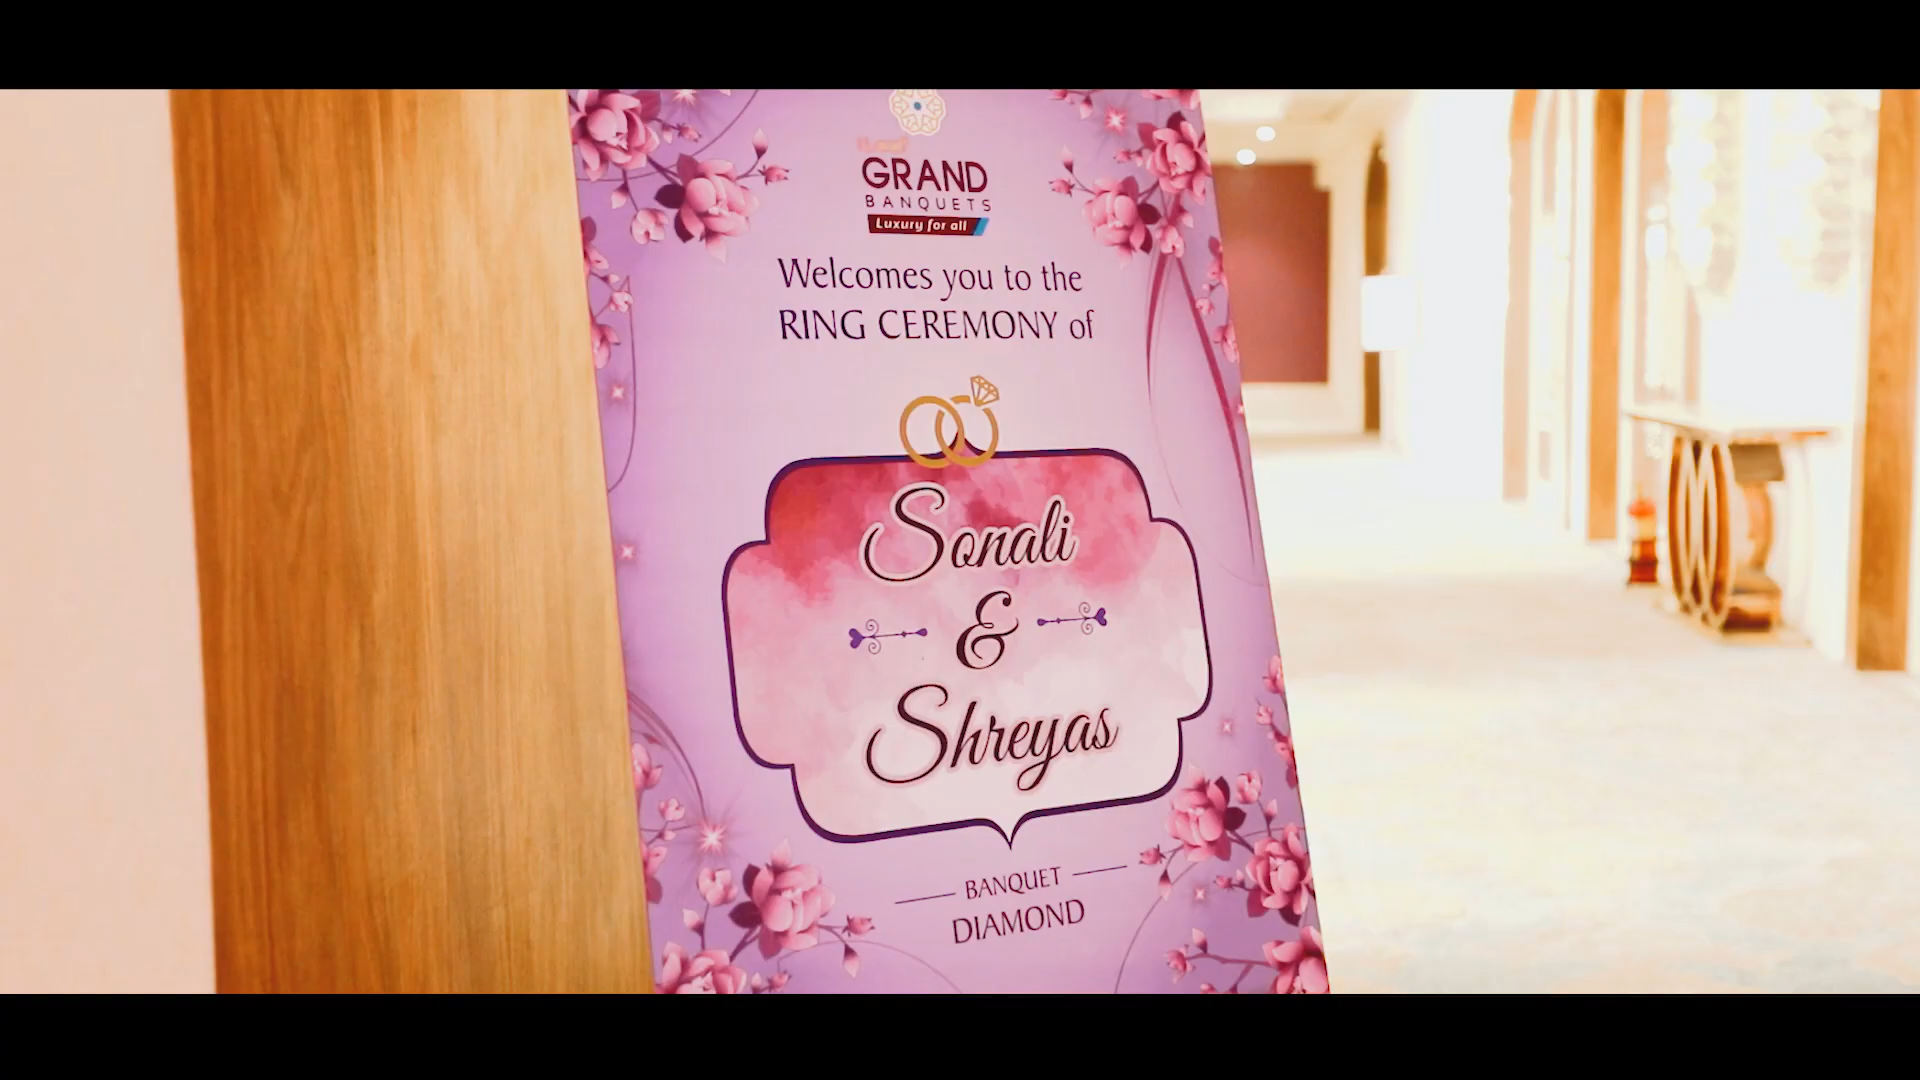 GRAND
BANQUETS
Luxury for all
Welcomes you to the
RING CEREMONY of
Sonali
&
Shreyas
BANQUET
DIAMOND